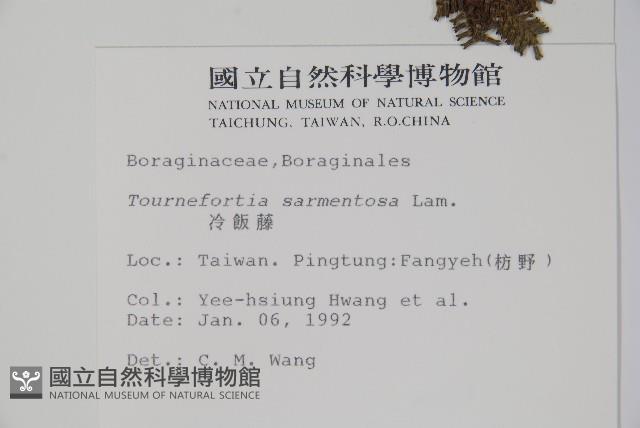 國立自然科學博物館
NATIONAL MUSEUM OF NATURAL SCIENCE
TAICHUNG, TAIWAN, R.O.CHINA
Boraginaceae,Boraginales
Tournefortia sarmentosa Lam.
冷飯藤
Loc.: Taiwan. Pingtung:Fangyeh(枋野)
Col.: Yee-hsiung Hwang et al.
Date: Jan. 06, 1992
Det.: C. M. Wang
國立自然科學博物館
NATIONAL MUSEUM OF NATURAL SCIENCE